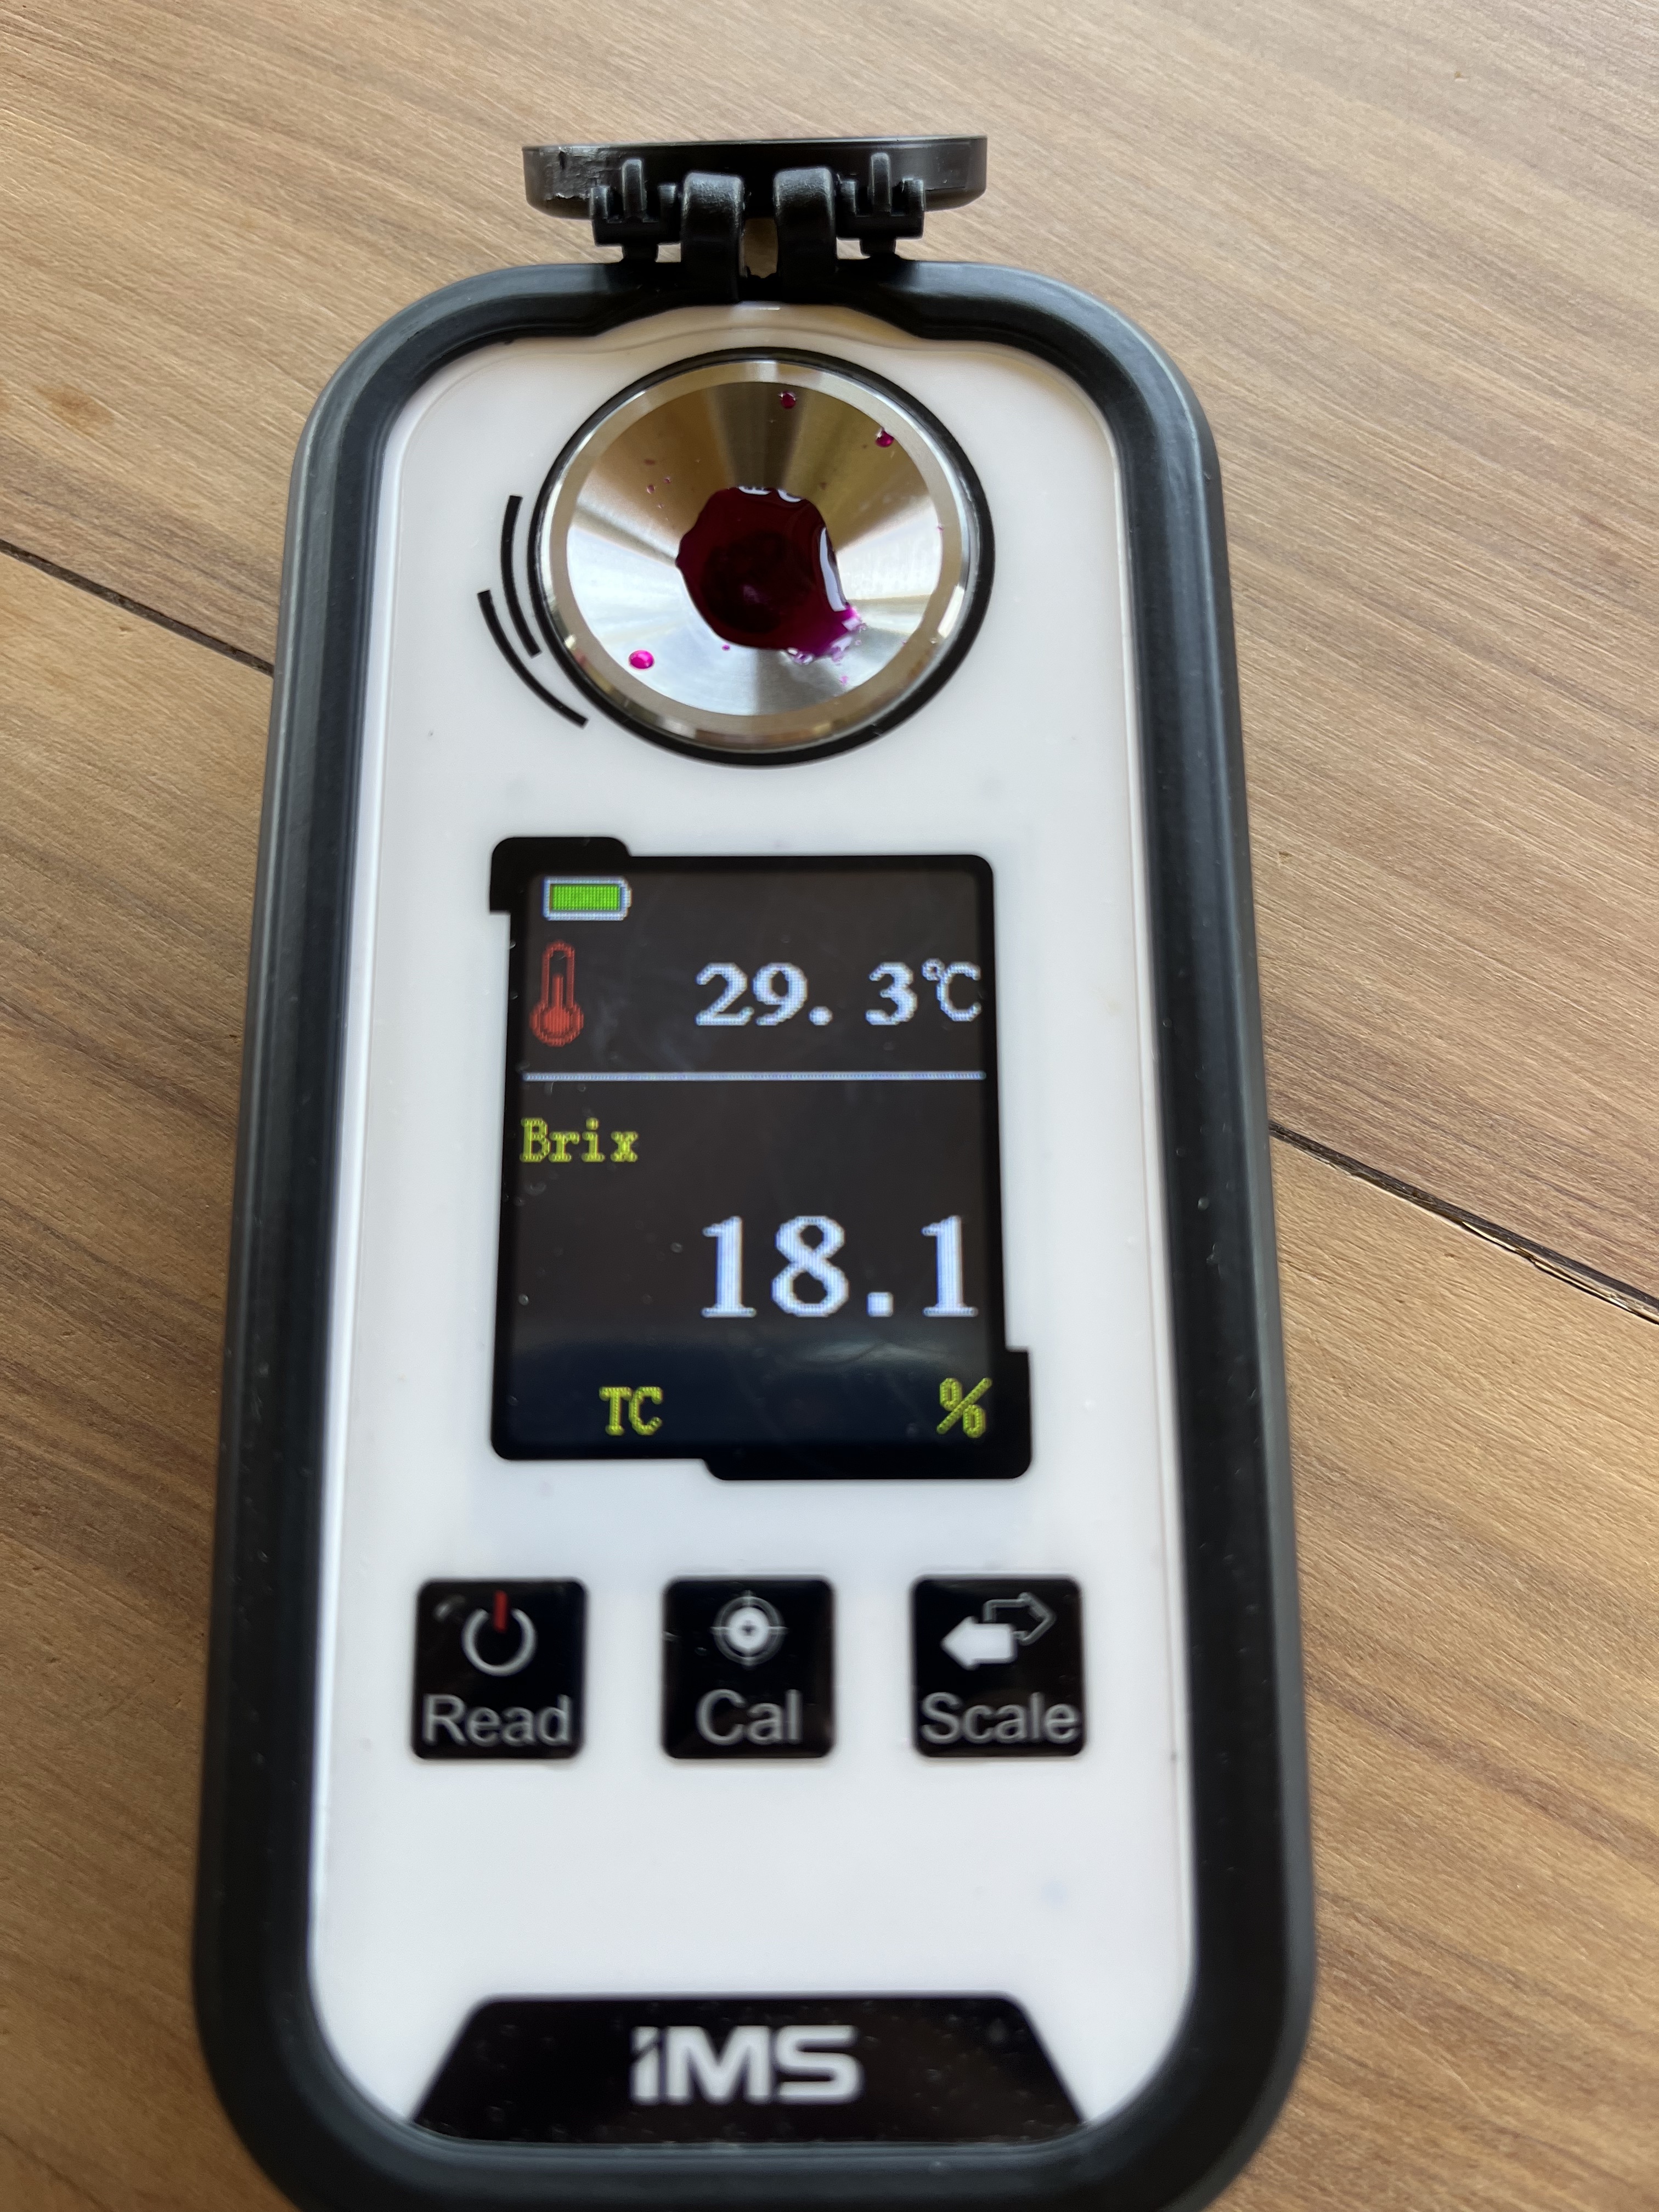 29.3℃
Brix
18.1
TC %
Read Cal Scale
iMS